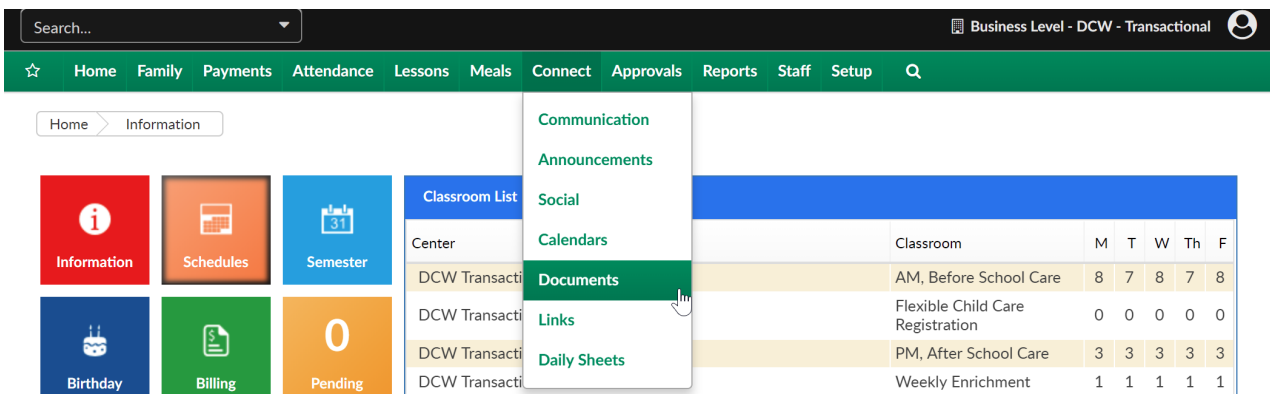 Search...
Business Level - DCW - Transactional
Home Family Payments Attendance Lessons Meals Connect Approvals Reports Staff Setup
Home Information
Communication
Announcements
Social
Calendars
Documents
Links
Daily Sheets
Information
Schedules
31
Semester
Birthday
Billing
0
Pending
Classroom List
Center Classroom M T W Th F
DCW Transacti AM, Before School Care 8 7 8 7 8
DCW Transacti Flexible Child Care
Registration 0 0 0 0 0
DCW Transacti PM, After School Care 3 3 3 3 3
DCW Transacti Weekly Enrichment 1 1 1 1 1